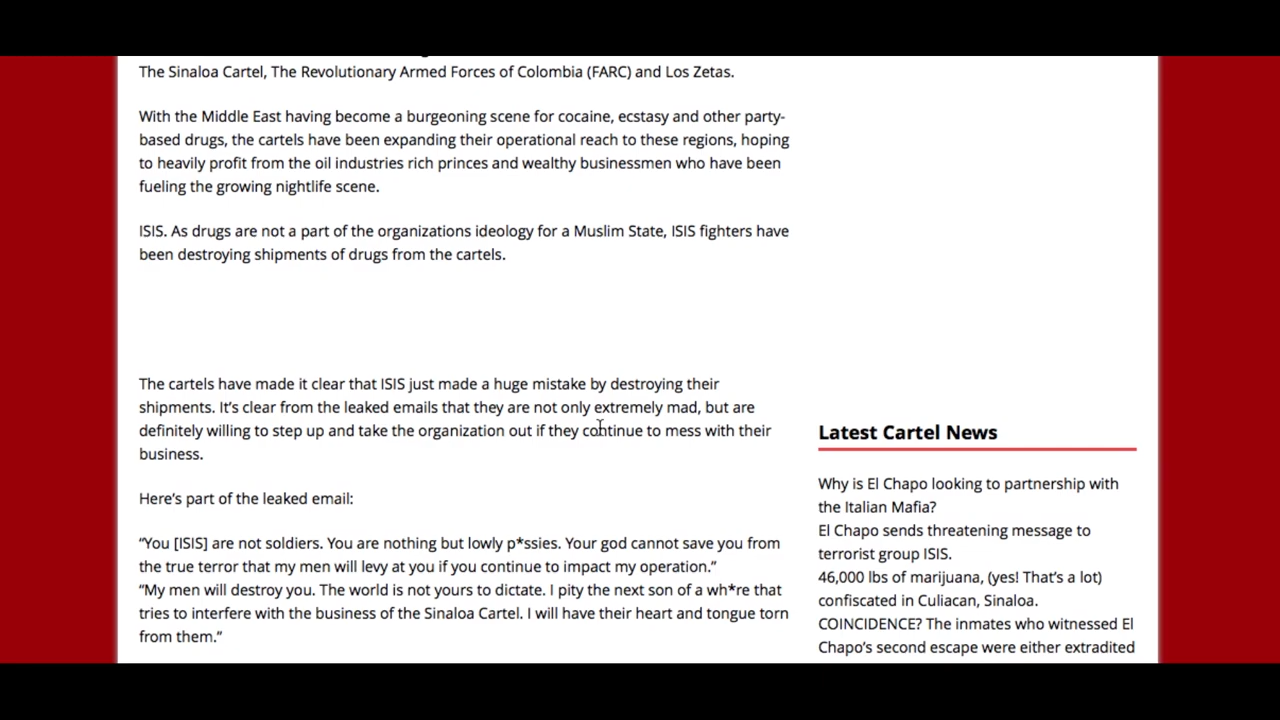 The Sinaloa Cartel, The Revolutionary Armed Forces of Colombia (FARC) and Los Zetas.
With the Middle East having become a burgeoning scene for cocaine, ecstasy and other party-
based drugs, the cartels have been expanding their operational reach to these regions, hoping
to heavily profit from the oil industries rich princes and wealthy businessmen who have been
fueling the growing nightlife scene.
ISIS. As drugs are not a part of the organizations ideology for a Muslim State, ISIS fighters have
been destroying shipments of drugs from the cartels.
The cartels have made it clear that ISIS just made a huge mistake by destroying their
shipments. It’s clear from the leaked emails that they are not only extremely mad, but are
definitely willing to step up and take the organization out if they continue to mess with their
business.
Here’s part of the leaked email:
“You [ISIS] are not soldiers. You are nothing but lowly p*ssies. Your god cannot save you from
the true terror that my men will levy at you if you continue to impact my operation.”
“My men will destroy you. The world is not yours to dictate. I pity the next son of a wh*re that
tries to interfere with the business of the Sinaloa Cartel. I will have their heart and tongue torn
from them.”
Latest Cartel News
Why is El Chapo looking to partnership with
the Italian Mafia?
El Chapo sends threatening message to
terrorist group ISIS.
46,000 lbs of marijuana, (yes! That’s a lot)
confiscated in Culiacan, Sinaloa.
COINCIDENCE? The inmates who witnessed El
Chapo’s second escape were either extradited